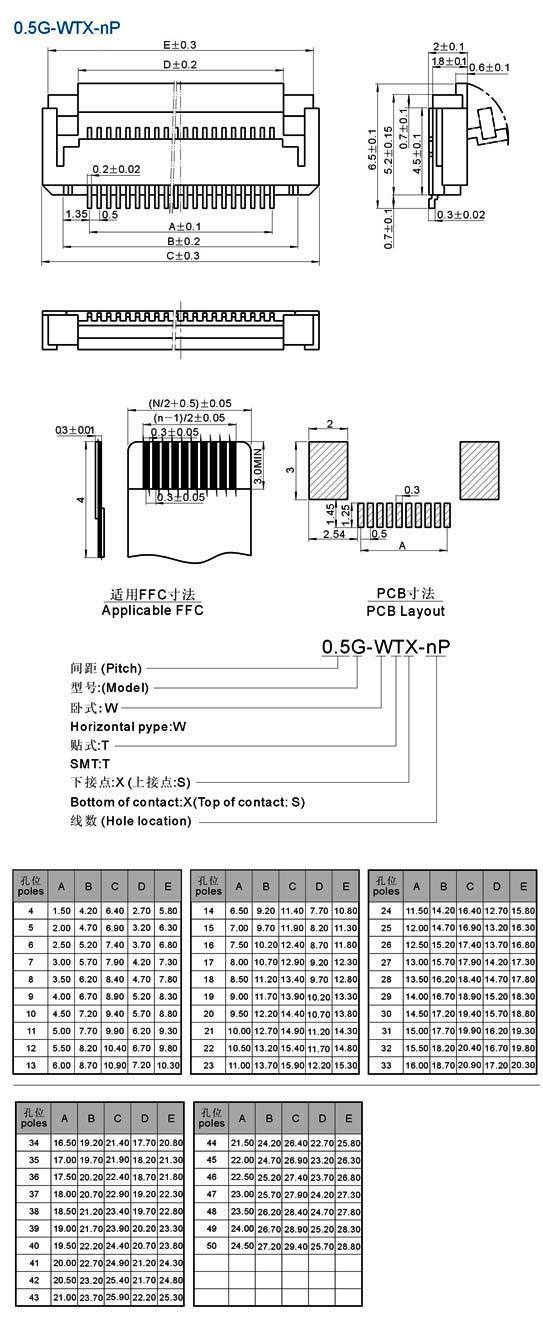 0.5G-WTX-nP
E±0.3
D±0.2
0.2±0.02
1.35
0.5
A±0.1
B±0.2
C±0.3
2±0.1
1.8±0.1
0.6±0.1
6.5±0.1
5.2±0.15
0.7±0.1
4.5±0.1
0.7±0.1
0.3±0.02
(N/2+0.5)±0.05
(n-1)/2±0.05
0.3±0.05
03±001
4
3.0MIN
0.3±0.05
2
3
0.3
1.45
1.25
2.54
0.5
A
适用FFC寸法
Applicable FFC
PCB寸法
PCB Layout
0.5G-WTX-nP
间距 (Pitch)
型号:(Model)
卧式: W
Horizontal pype:W
贴式:T
SMT:T
下接点:X (上接点:S)
Bottom of contact:X(Top of contact: S)
线数 (Hole location)
孔位 poles A B C D E
4 1.50 4.20 6.40 2.70 5.80
5 2.00 4.70 6.90 3.20 6.30
6 2.50 5.20 7.40 3.70 6.80
7 3.00 5.70 7.90 4.20 7.30
8 3.50 6.20 8.40 4.70 7.80
9 4.00 6.70 8.90 5.20 8.30
10 4.50 7.20 9.40 5.70 8.80
11 5.00 7.70 9.90 6.20 9.30
12 5.50 8.20 10.40 6.70 9.80
13 6.00 8.70 10.90 7.20 10.30
孔位 poles A B C D E
14 6.50 9.20 11.40 7.70 10.80
15 7.00 9.70 11.90 8.20 11.30
16 7.50 10.20 12.40 8.70 11.80
17 8.00 10.70 12.90 9.20 12.30
18 8.50 11.20 13.40 9.70 12.80
19 9.00 11.70 13.90 10.20 13.30
20 9.50 12.20 14.40 10.70 13.80
21 10.00 12.70 14.90 11.20 14.30
22 10.50 13.20 15.40 11.70 14.80
23 11.00 13.70 15.90 12.20 15.30
孔位 poles A B C D E
24 11.50 14.20 16.40 12.70 15.80
25 12.00 14.70 16.90 13.20 16.30
26 12.50 15.20 17.40 13.70 16.80
27 13.00 15.70 17.90 14.20 17.30
28 13.50 16.20 18.40 14.70 17.80
29 14.00 16.70 18.90 15.20 18.30
30 14.50 17.20 19.40 15.70 18.80
31 15.00 17.70 19.90 16.20 19.30
32 15.50 18.20 20.40 16.70 19.80
33 16.00 18.70 20.90 17.20 20.30
孔位 poles A B C D E
34 16.50 19.20 21.40 17.70 20.80
35 17.00 19.70 21.90 18.20 21.30
36 17.50 20.20 22.40 18.70 21.80
37 18.00 20.70 22.90 19.20 22.30
38 18.50 21.20 23.40 19.70 22.80
39 19.00 21.70 23.90 20.20 23.30
40 19.50 22.20 24.40 20.70 23.80
41 20.00 22.70 24.90 21.20 24.30
42 20.50 23.20 25.40 21.70 24.80
43 21.00 23.70 25.90 22.20 25.30
孔位 poles A B C D E
44 21.50 24.20 26.40 22.70 25.80
45 22.00 24.70 26.90 23.20 26.30
46 22.50 25.20 27.40 23.70 26.80
47 23.00 25.70 27.90 24.20 27.30
48 23.50 26.20 28.40 24.70 27.80
49 24.00 26.70 28.90 25.20 28.30
50 24.50 27.20 29.40 25.70 28.80